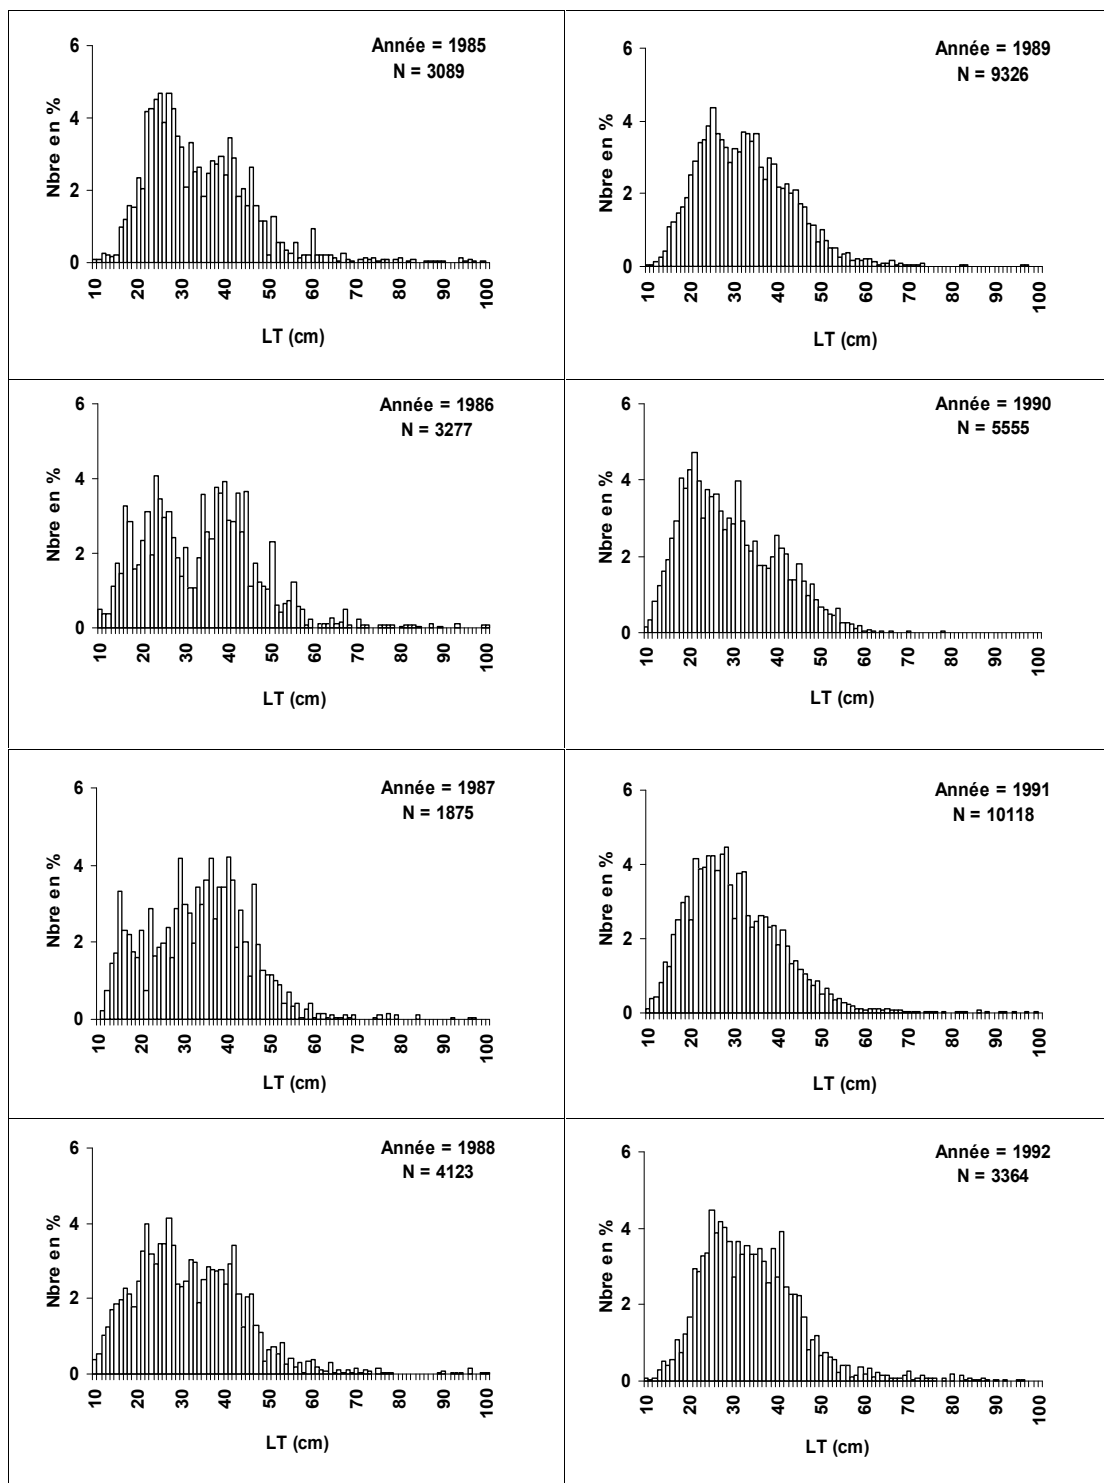 Année = 1985
N = 3089
Nbre en %
6
4
2
0
10 20 30 40 50 60 70 80 90 100
LT (cm)
Année = 1989
N = 9326
Nbre en %
6
4
2
0
10 20 30 40 50 60 70 80 90 100
LT (cm)
Année = 1986
N = 3277
Nbre en %
6
4
2
0
10 20 30 40 50 60 70 80 90 100
LT (cm)
Année = 1990
N = 5555
Nbre en %
6
4
2
0
10 20 30 40 50 60 70 80 90 100
LT (cm)
Année = 1987
N = 1875
Nbre en %
6
4
2
0
10 20 30 40 50 60 70 80 90 100
LT (cm)
Année = 1991
N = 10118
Nbre en %
6
4
2
0
10 20 30 40 50 60 70 80 90 100
LT (cm)
Année = 1988
N = 4123
Nbre en %
6
4
2
0
10 20 30 40 50 60 70 80 90 100
LT (cm)
Année = 1992
N = 3364
Nbre en %
6
4
2
0
10 20 30 40 50 60 70 80 90 100
LT (cm)